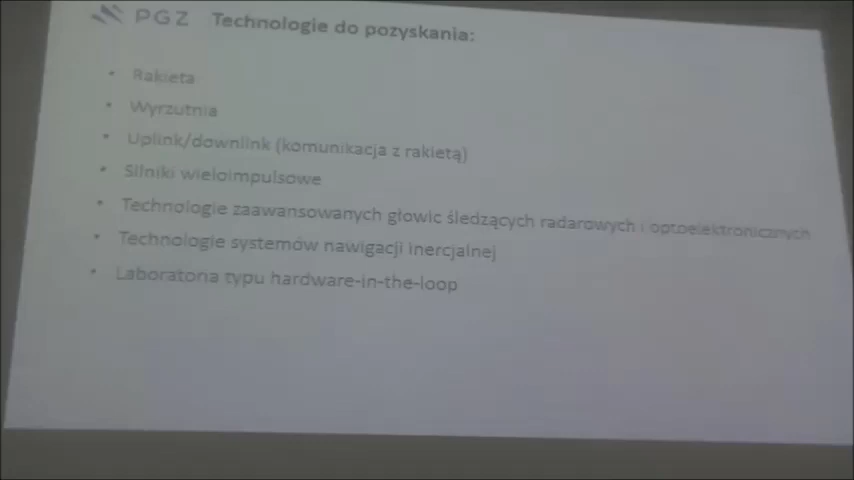 PGZ Technologie do pozyskania:
• Rakieta
• Wyrzutnia
• Uplink/downlink (komunikacja z rakietą)
• Silniki wieloimpulsowe
• Technologie zaawansowanych głowic śledzących radarowych i optoelektronicznych
• Technologie systemów nawigacji inercjalnej
• Laboratoria typu hardware-in-the-loop